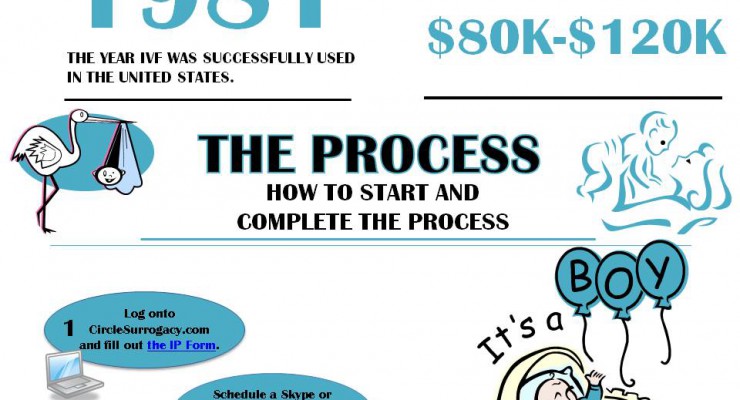 1981
THE YEAR IVF WAS SUCCESSFULLY USED
IN THE UNITED STATES.
$80K-$120K
THE PROCESS
HOW TO START AND
COMPLETE THE PROCESS
It's a
BOY
1
Log onto
CircleSurrogacy.com
and fill out the IP Form.
Schedule a Skype or